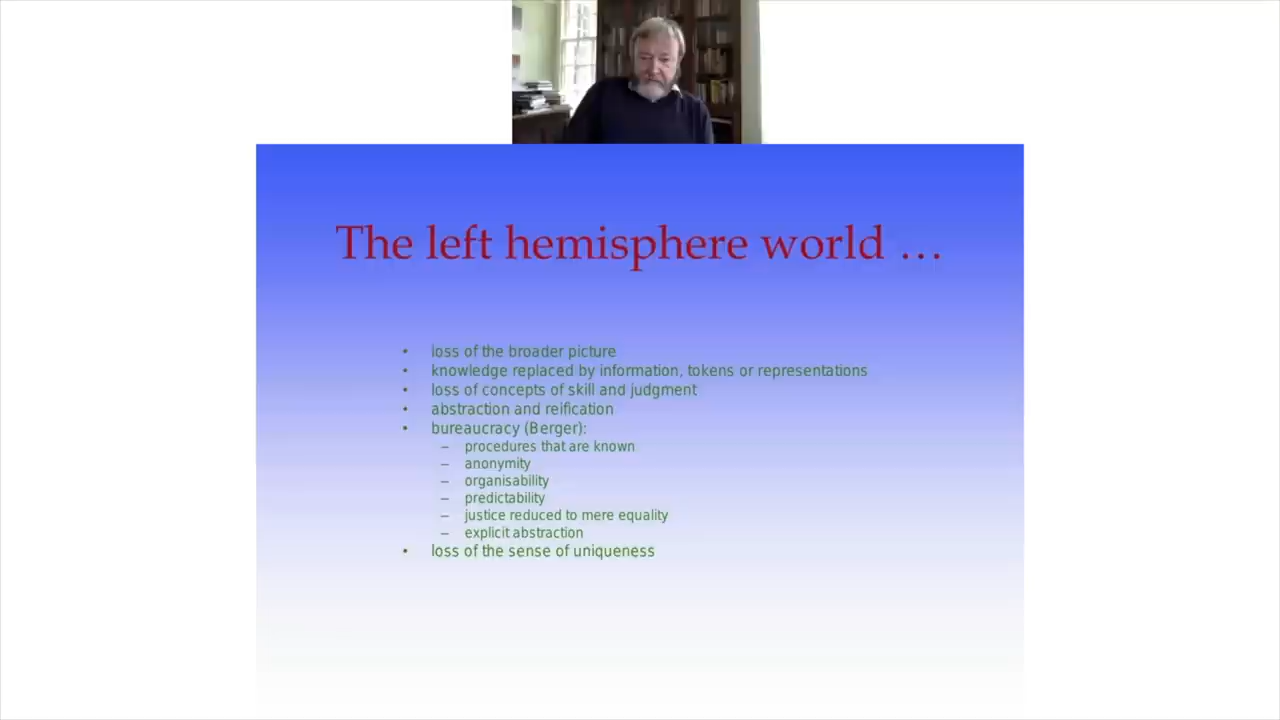 The left hemisphere world …
• loss of the broader picture
• knowledge replaced by information, tokens or representations
• loss of concepts of skill and judgment
• abstraction and reification
• bureaucracy (Berger):
– procedures that are known
– anonymity
– organisability
– predictability
– justice reduced to mere equality
– explicit abstraction
• loss of the sense of uniqueness